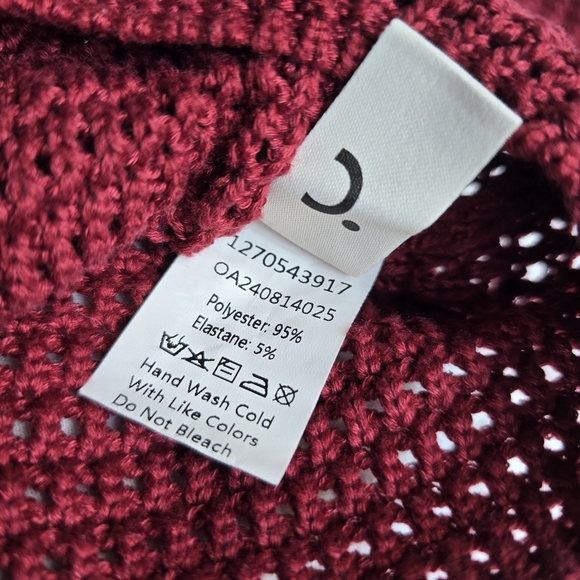 1270543917
OA240814025
Polyester: 95%
Elastane: 5%
Hand Wash Cold
With Like Colors
Do Not Bleach